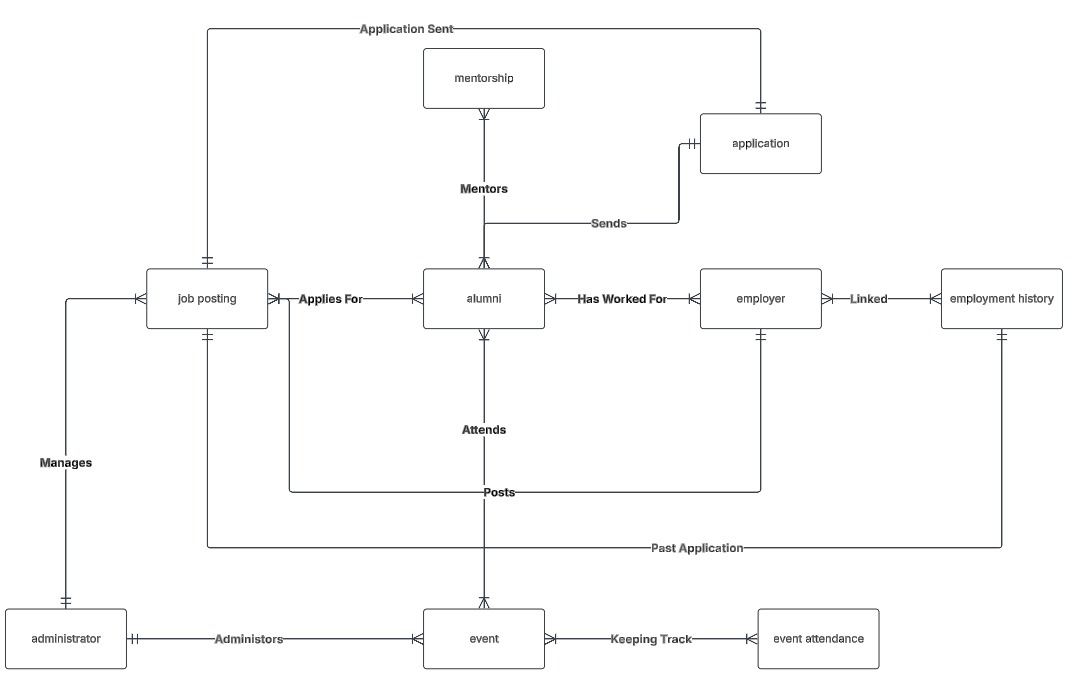 Application Sent
mentorship
application
Mentors
Sends
job posting
Applies For
alumni
Has Worked For
employer
Linked
employment history
Attends
Manages
Posts
Past Application
administrator
Administors
event
Keeping Track
event attendance